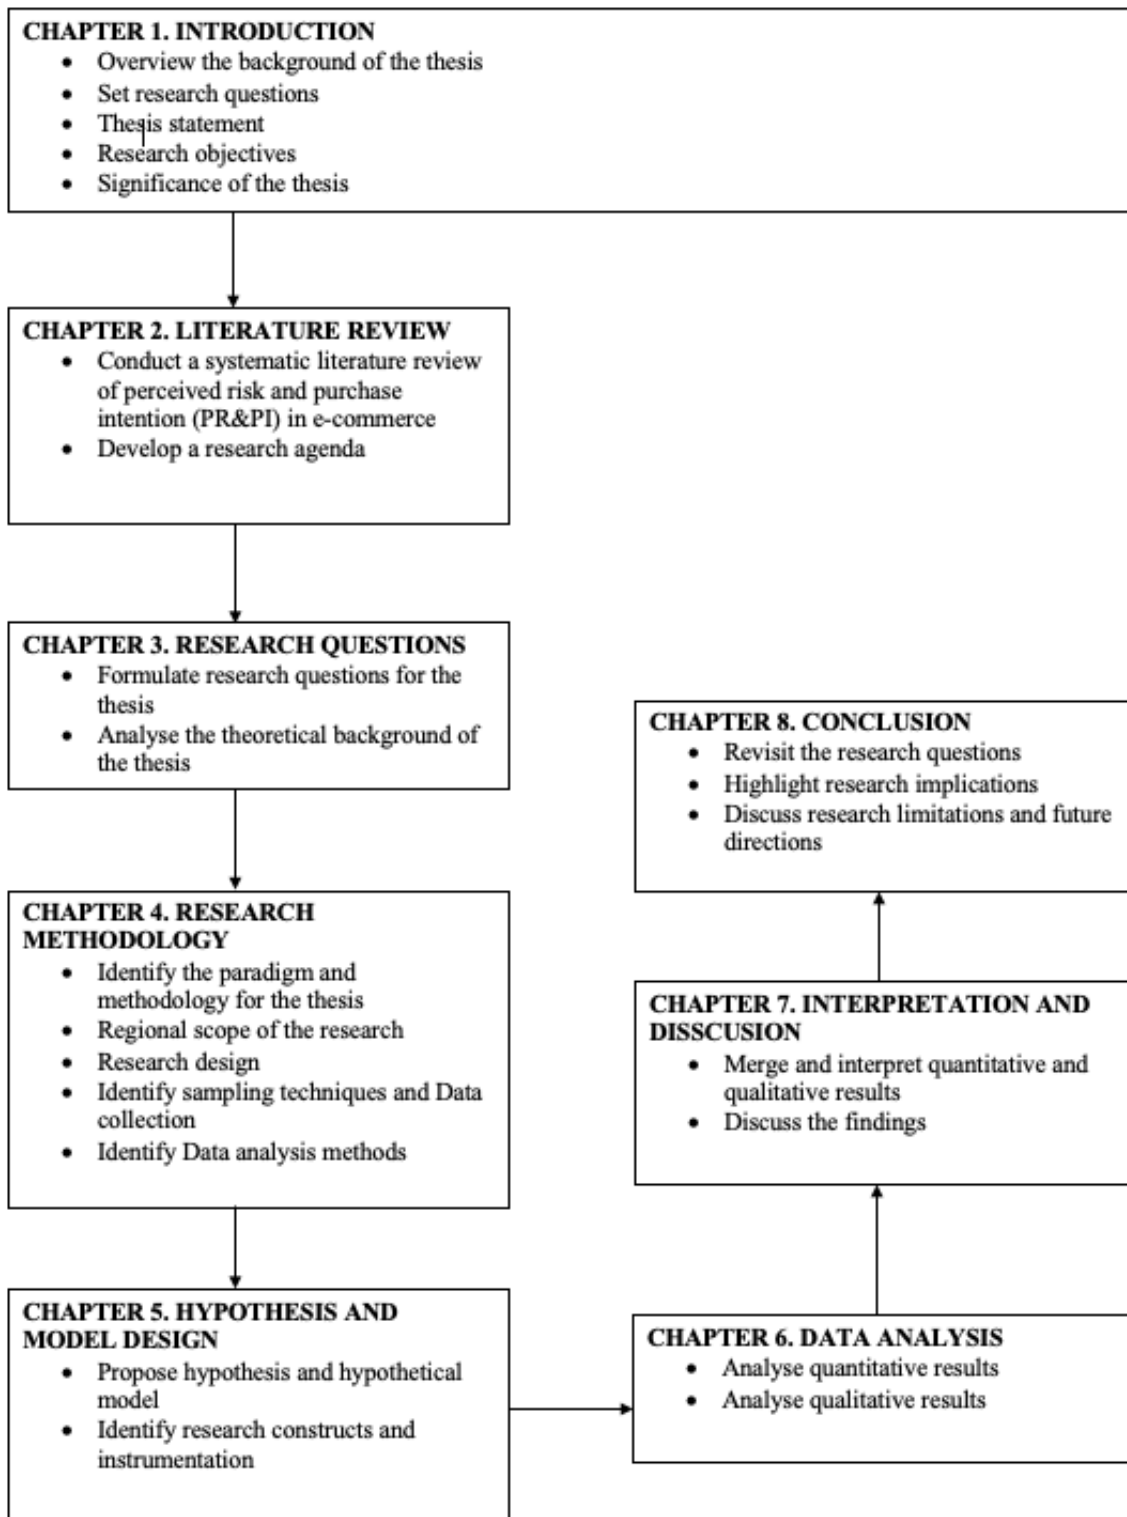 CHAPTER 1. INTRODUCTION
• Overview the background of the thesis
• Set research questions
• Thesis statement
• Research objectives
• Significance of the thesis
CHAPTER 2. LITERATURE REVIEW
• Conduct a systematic literature review
of perceived risk and purchase
intention (PR&PI) in e-commerce
• Develop a research agenda
CHAPTER 3. RESEARCH QUESTIONS
• Formulate research questions for the
thesis
• Analyse the theoretical background of
the thesis
CHAPTER 4. RESEARCH
METHODOLOGY
• Identify the paradigm and
methodology for the thesis
• Regional scope of the research
• Research design
• Identify sampling techniques and Data
collection
• Identify Data analysis methods
CHAPTER 5. HYPOTHESIS AND
MODEL DESIGN
• Propose hypothesis and hypothetical
model
• Identify research constructs and
instrumentation
CHAPTER 6. DATA ANALYSIS
• Analyse quantitative results
• Analyse qualitative results
CHAPTER 7. INTERPRETATION AND
DISSCUSION
• Merge and interpret quantitative and
qualitative results
• Discuss the findings
CHAPTER 8. CONCLUSION
• Revisit the research questions
• Highlight research implications
• Discuss research limitations and future
directions